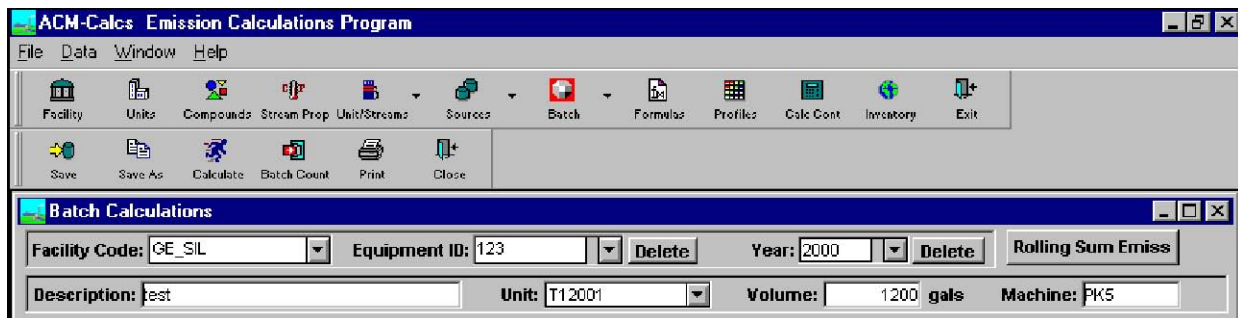 ACM-Calcs Emission Calculations Program
File Data Window Help
Facility Units Compounds Stream Prop Unit/Streams Sources Batch Formulas Profiles Calc Cont Inventory Exit
Save Save As Calculate Batch Count Print Close
Batch Calculations
Facility Code: GE_SIL Equipment ID: 123 Delete Year: 2000 Delete Rolling Sum Emiss
Description: test Unit: T12001 Volume: 1200 gals Machine: PK5